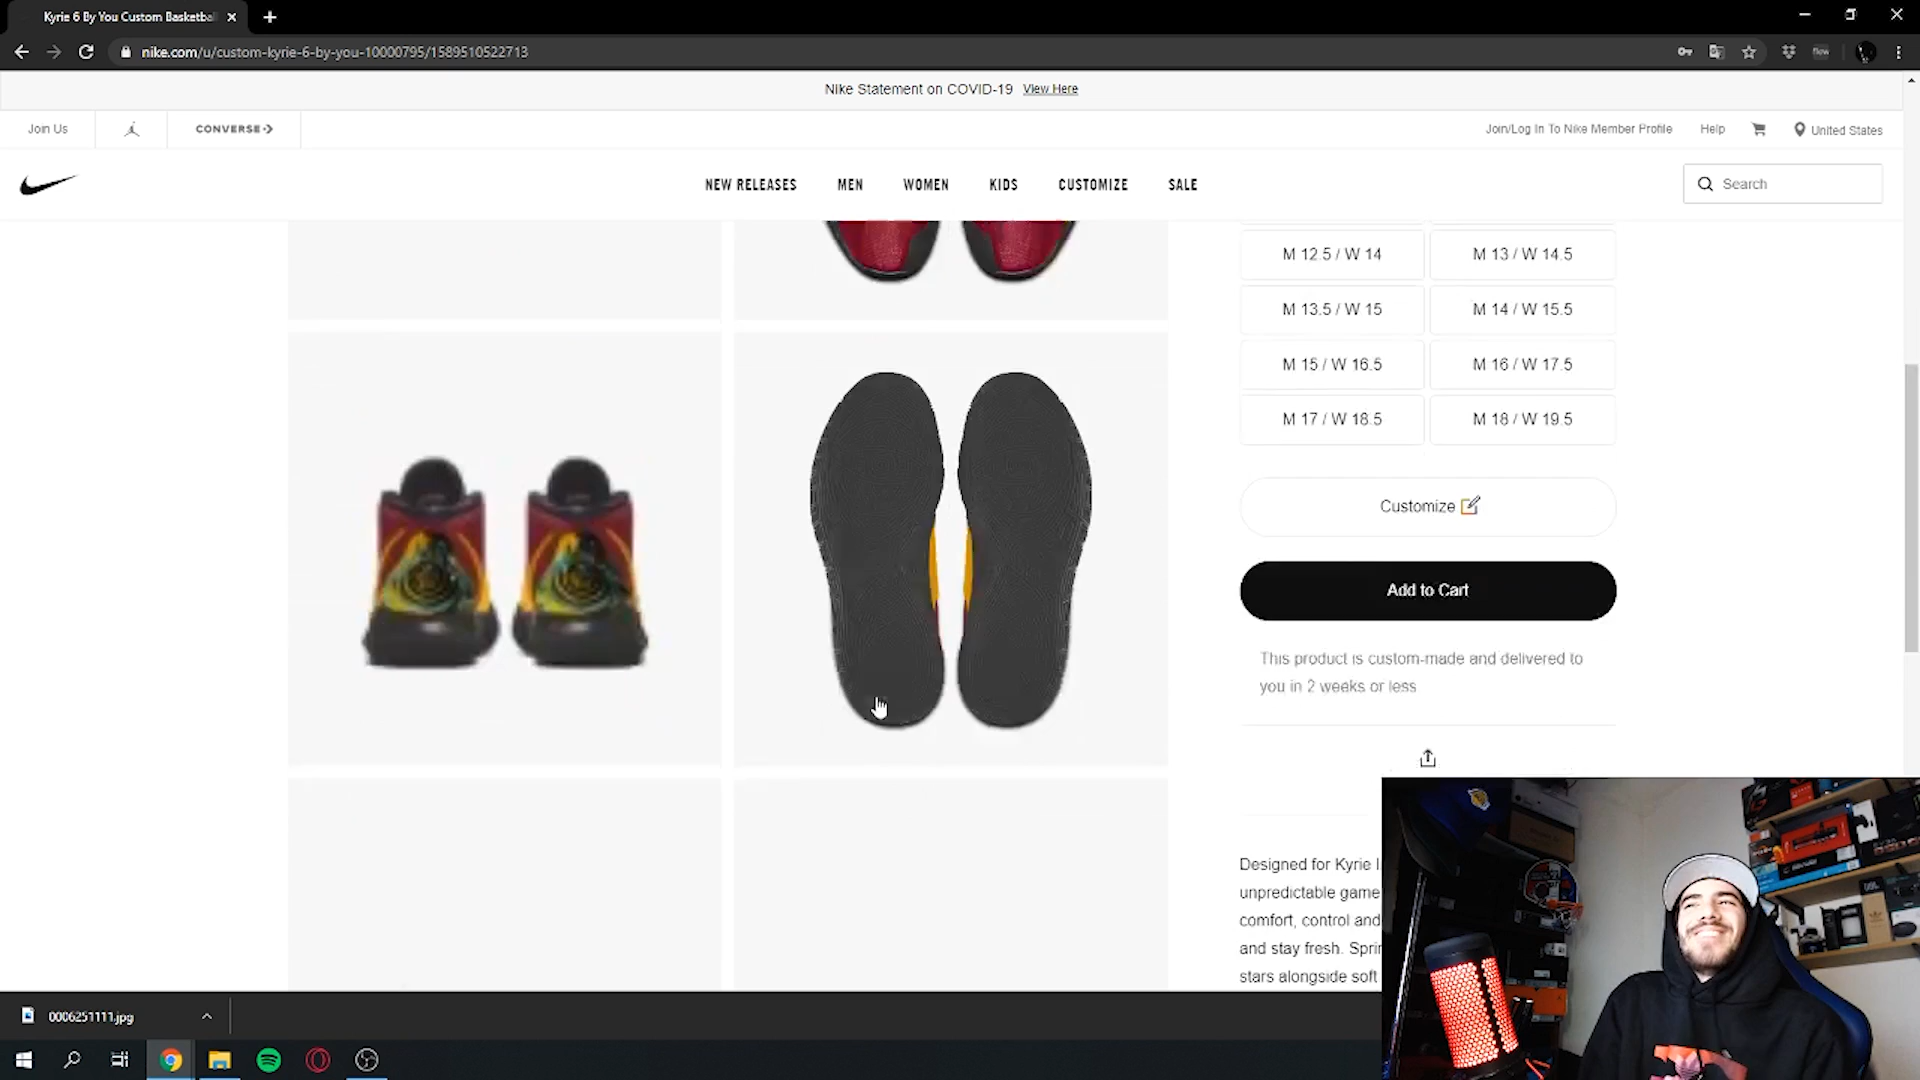 Kyrie 6 By You Custom Basketba
nike.com/u/custom-kyrie-6-by-you-10000795/1589510522713
Nike Statement on COVID-19 View Here
Join Us
CONVERSE
Join/Log In To Nike Member Profile
Help
United States
NEW RELEASES
MEN
WOMEN
KIDS
CUSTOMIZE
SALE
Search
M 12.5 / W 14
M 13 / W 14.5
M 13.5 / W 15
M 14 / W 15.5
M 15 / W 16.5
M 16 / W 17.5
M 17 / W 18.5
M 18 / W 19.5
Customize
Add to Cart
This product is custom-made and delivered to
you in 2 weeks or less
Designed for Kyrie I
unpredictable game
comfort, control and
and stay fresh. Sprin
stars alongside soft
0006251111.jpg